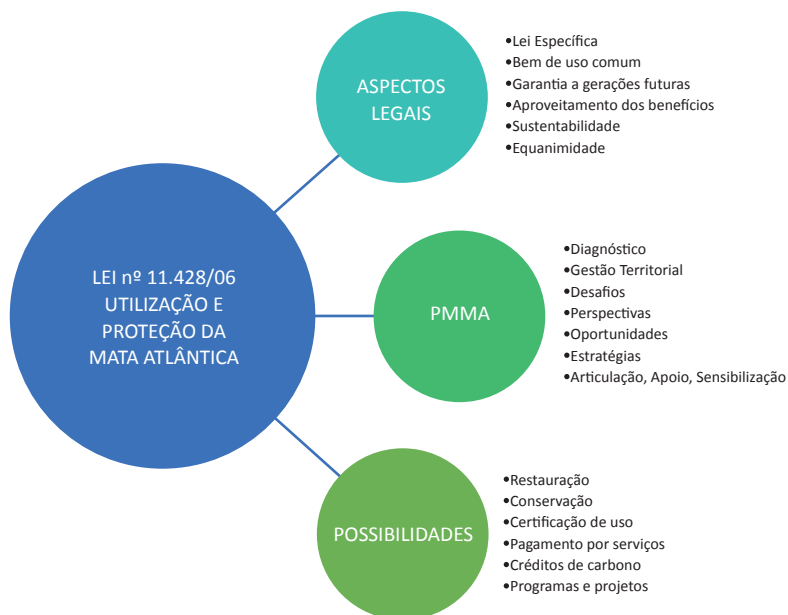 LEI nº 11.428/06
UTILIZAÇÃO E
PROTEÇÃO DA
MATA ATLÂNTICA
ASPECTOS
LEGAIS
•Lei Específica
•Bem de uso comum
•Garantia a gerações futuras
•Aproveitamento dos benefícios
•Sustentabilidade
•Equanimidade
PMMA
•Diagnóstico
•Gestão Territorial
•Desafios
•Perspectivas
•Oportunidades
•Estratégias
•Articulação, Apoio, Sensibilização
POSSIBILIDADES
•Restauração
•Conservação
•Certificação de uso
•Pagamento por serviços
•Créditos de carbono
•Programas e projetos